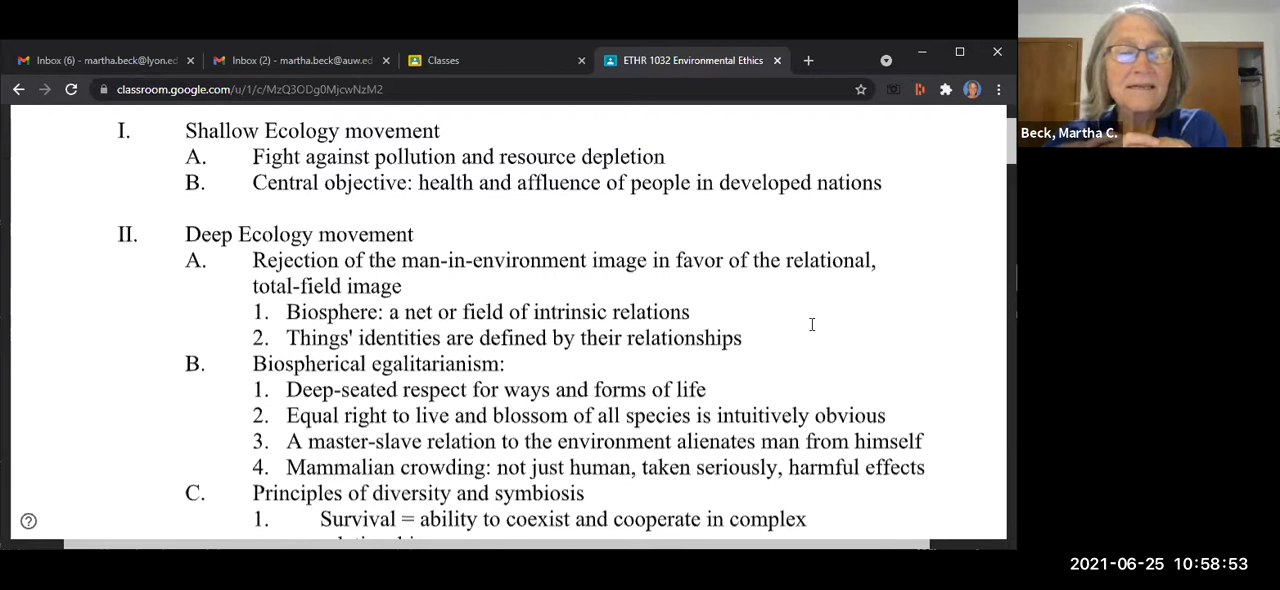 Inbox (6) - martha.beck@lyon.ed
Inbox (2) - martha.beck@auw.ed
Classes
ETHR 1032 Environmental Ethics
classroom.google.com/u/1/c/MzQ3ODg0MjcwNzM2
Beck, Martha C.
I. Shallow Ecology movement
A. Fight against pollution and resource depletion
B. Central objective: health and affluence of people in developed nations
II. Deep Ecology movement
A. Rejection of the man-in-environment image in favor of the relational,
total-field image
1. Biosphere: a net or field of intrinsic relations
2. Things' identities are defined by their relationships
B. Biospherical egalitarianism:
1. Deep-seated respect for ways and forms of life
2. Equal right to live and blossom of all species is intuitively obvious
3. A master-slave relation to the environment alienates man from himself
4. Mammalian crowding: not just human, taken seriously, harmful effects
C. Principles of diversity and symbiosis
1. Survival = ability to coexist and cooperate in complex
2021-06-25 10:58:53